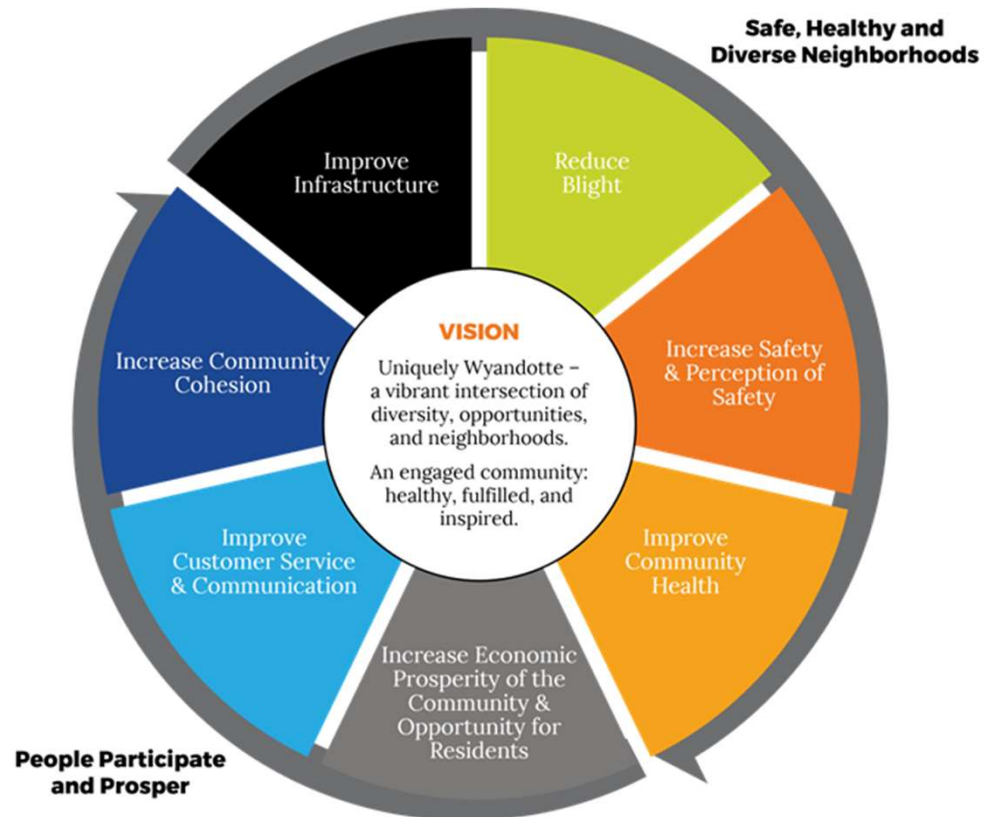 Safe, Healthy and
Diverse Neighborhoods
Improve
Infrastructure
Reduce
Blight
Increase Safety
& Perception of
Safety
Improve
Community
Health
Increase Economic
Prosperity of the
Community &
Opportunity for
Residents
Improve
Customer Service
& Communication
Increase Community
Cohesion
VISION
Uniquely Wyandotte –
a vibrant intersection of
diversity, opportunities,
and neighborhoods.
An engaged community:
healthy, fulfilled, and
inspired.
People Participate
and Prosper